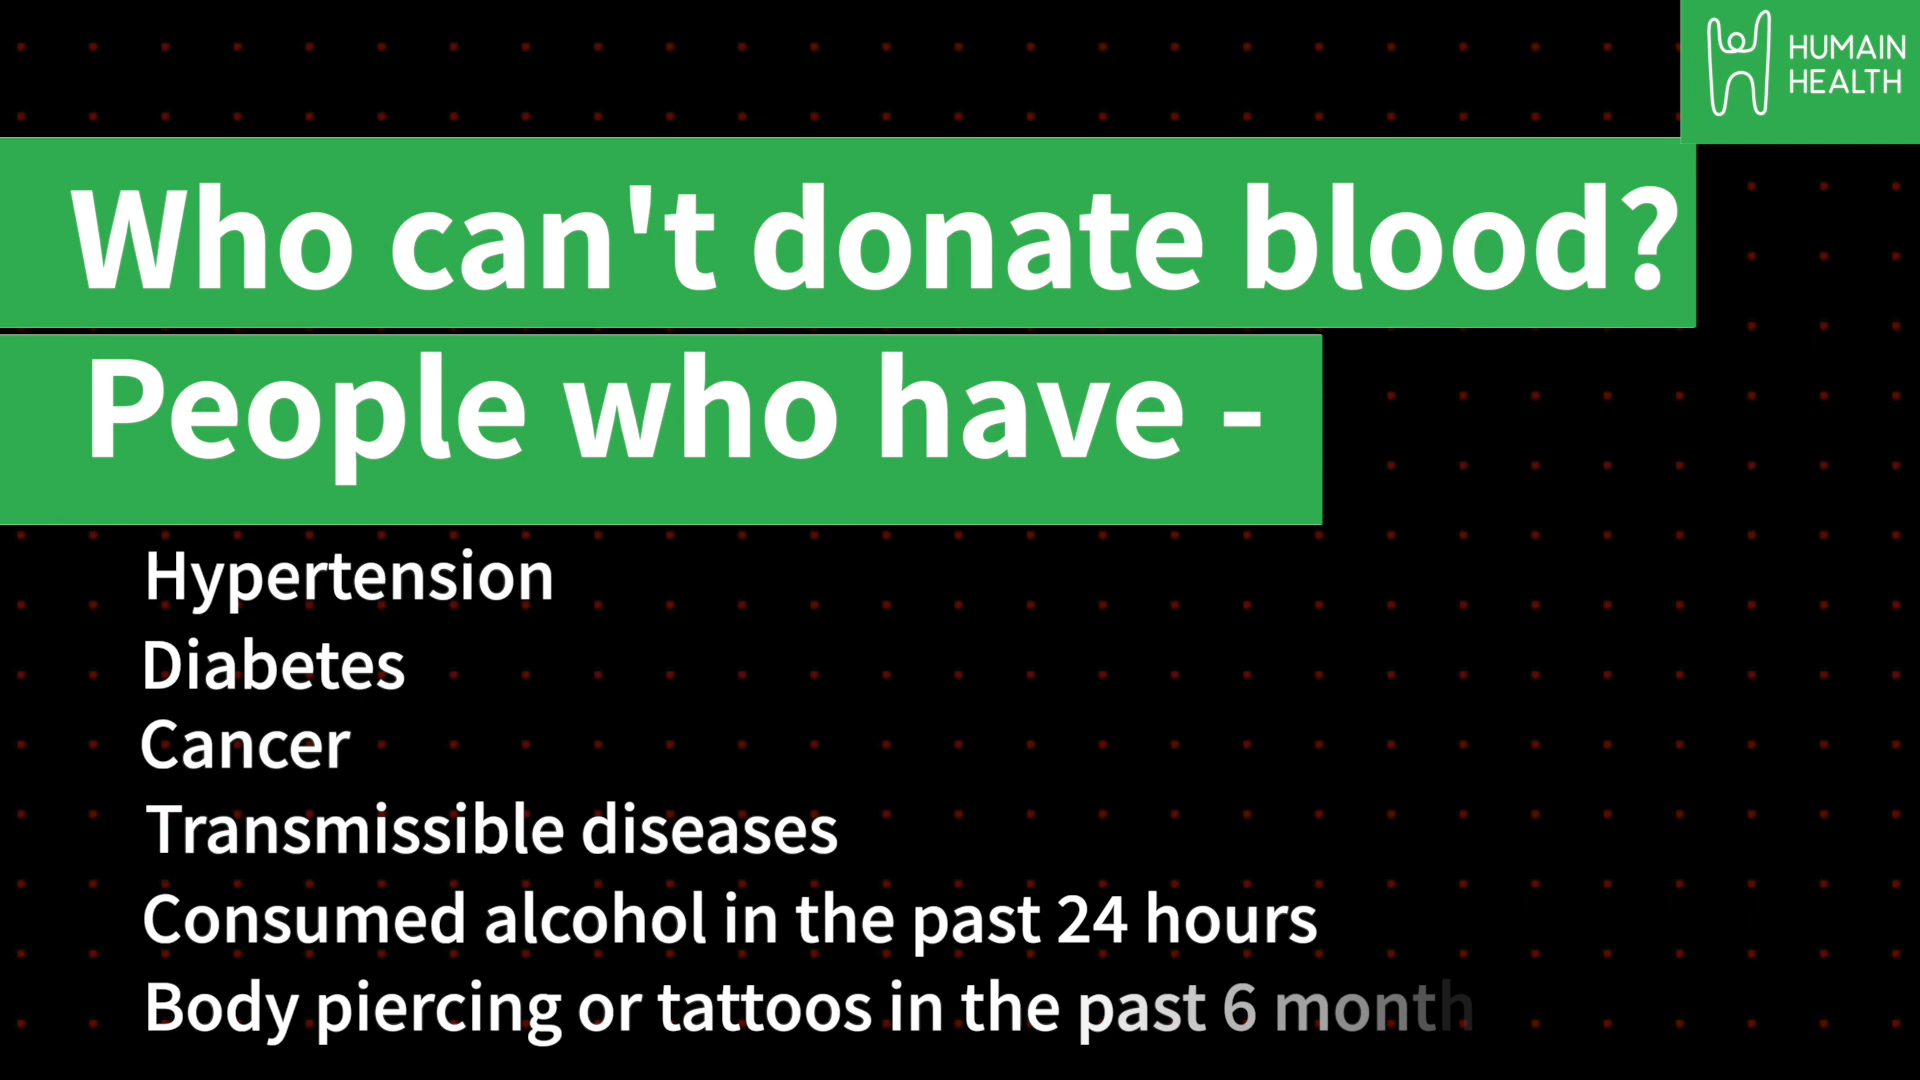 HUMAIN
HEALTH
Who can't donate blood?
People who have -
Hypertension
Diabetes
Cancer
Transmissible diseases
Consumed alcohol in the past 24 hours
Body piercing or tattoos in the past 6 month